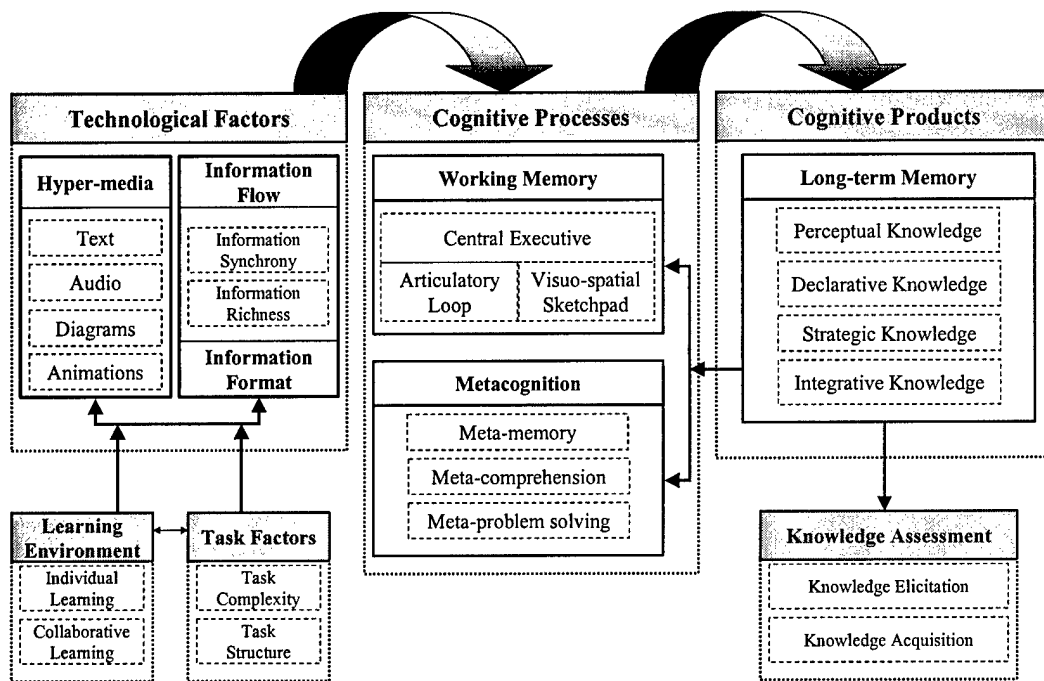 Technological Factors
Hyper-media
Text
Audio
Diagrams
Animations
Information
Flow
Information
Synchrony
Information
Richness
Information
Format
Learning
Environment
Individual
Learning
Collaborative
Learning
Task Factors
Task
Complexity
Task
Structure
Cognitive Processes
Working Memory
Central Executive
Articulatory
Loop
Visuo-spatial
Sketchpad
Metacognition
Meta-memory
Meta-comprehension
Meta-problem solving
Cognitive Products
Long-term Memory
Perceptual Knowledge
Declarative Knowledge
Strategic Knowledge
Integrative Knowledge
Knowledge Assessment
Knowledge Elicitation
Knowledge Acquisition